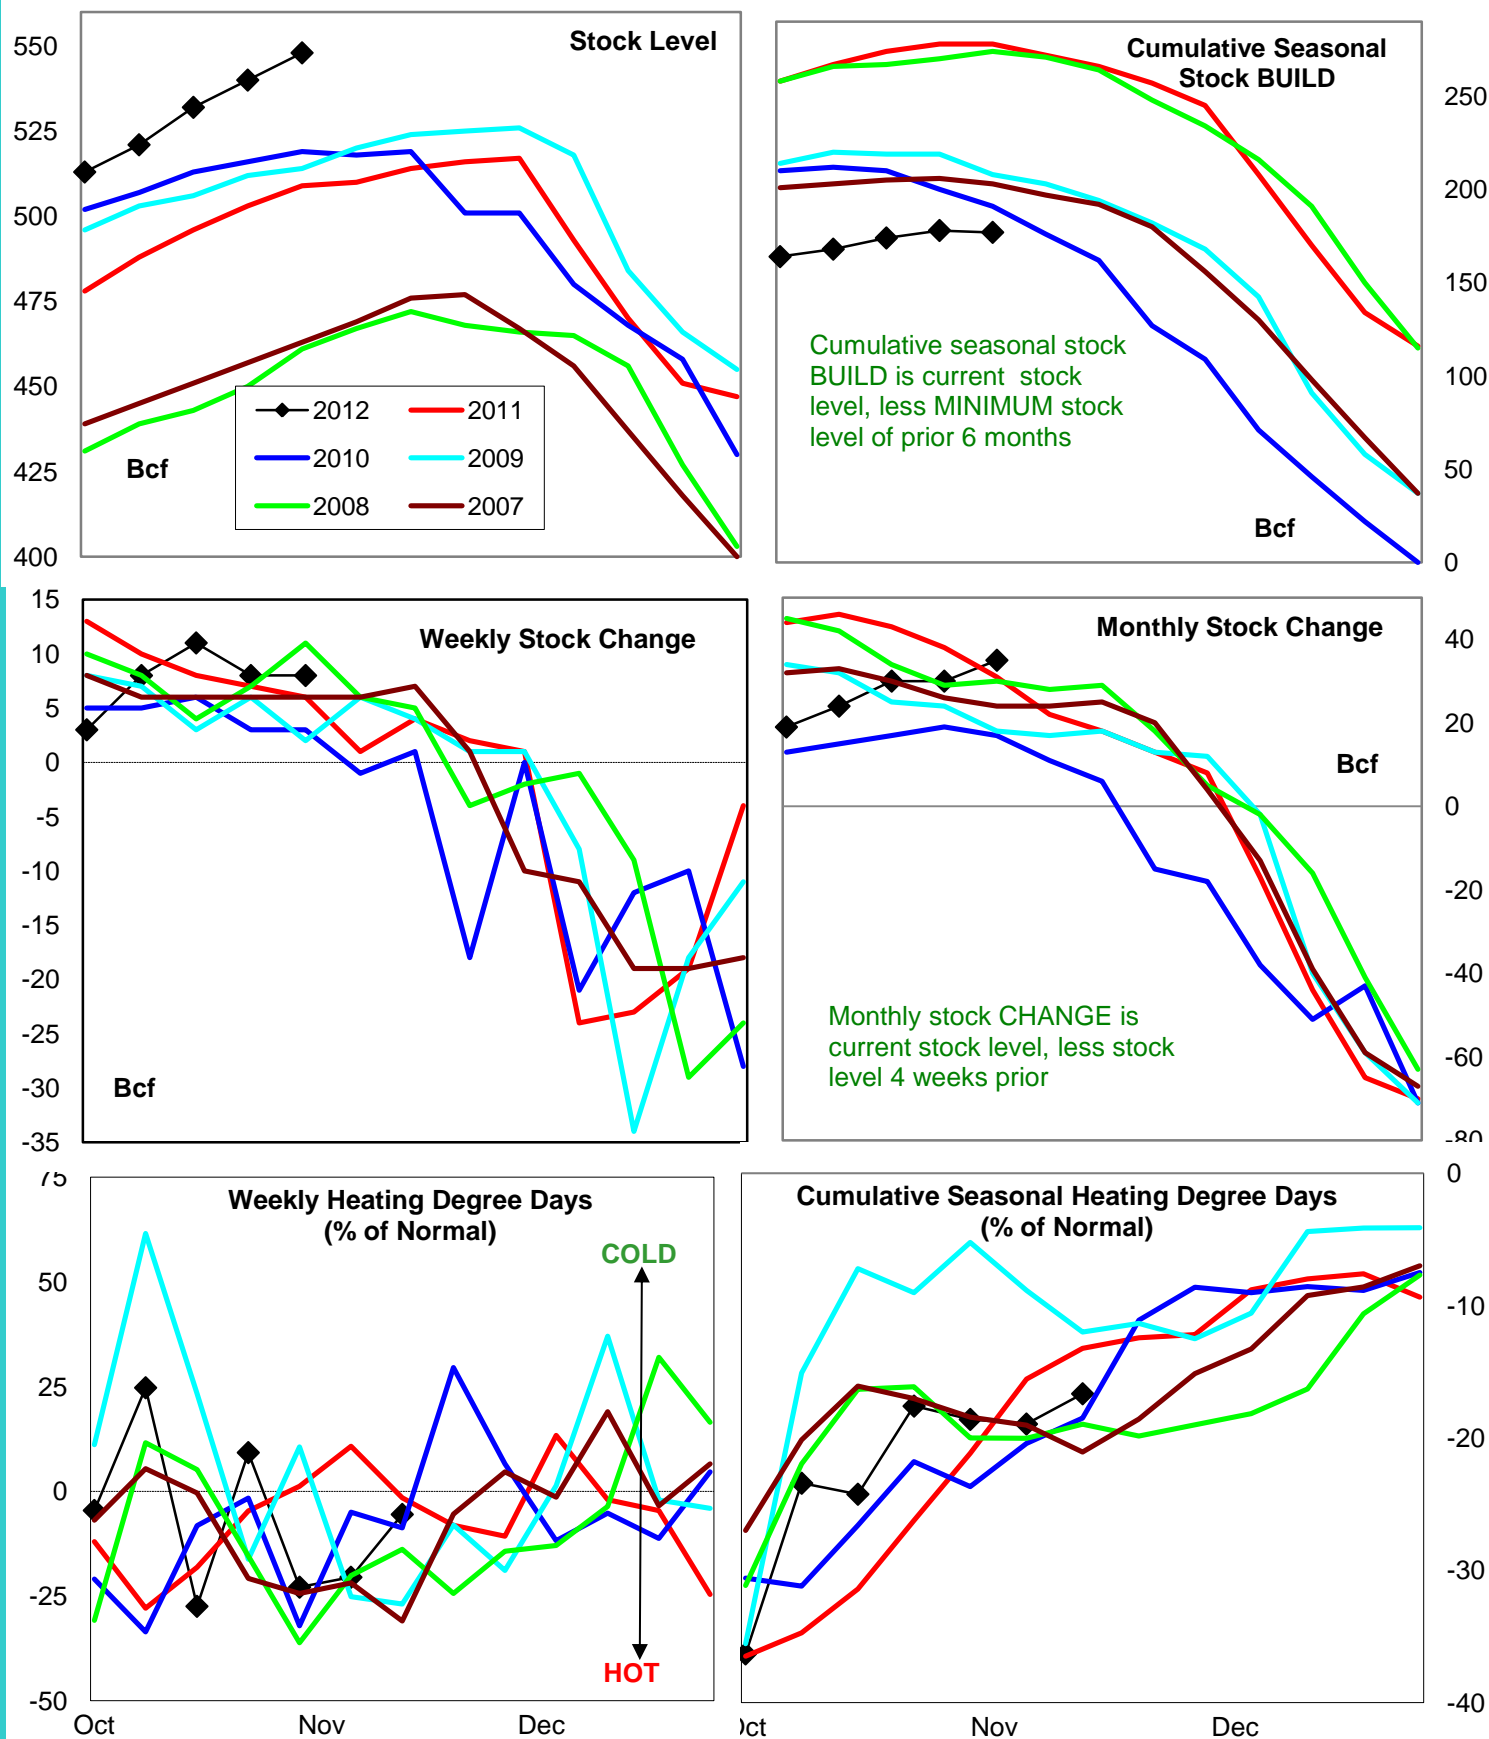 Stock Level
550
525
500
475
450
425
400
2012
2011
2010
2009
2008
2007
Bcf
Cumulative Seasonal
Stock BUILD
250
200
150
100
50
0
Cumulative seasonal stock
BUILD is current stock
level, less MINIMUM stock
level of prior 6 months
Bcf
Weekly Stock Change
15
10
5
0
-5
-10
-15
-20
-25
-30
-35
Bcf
Monthly Stock Change
40
20
0
-20
-40
-60
-80
Bcf
Monthly stock CHANGE is
current stock level, less stock
level 4 weeks prior
Weekly Heating Degree Days
(% of Normal)
75
50
25
0
-25
-50
COLD
HOT
Oct
Nov
Dec
Cumulative Seasonal Heating Degree Days
(% of Normal)
0
-10
-20
-30
-40
Oct
Nov
Dec